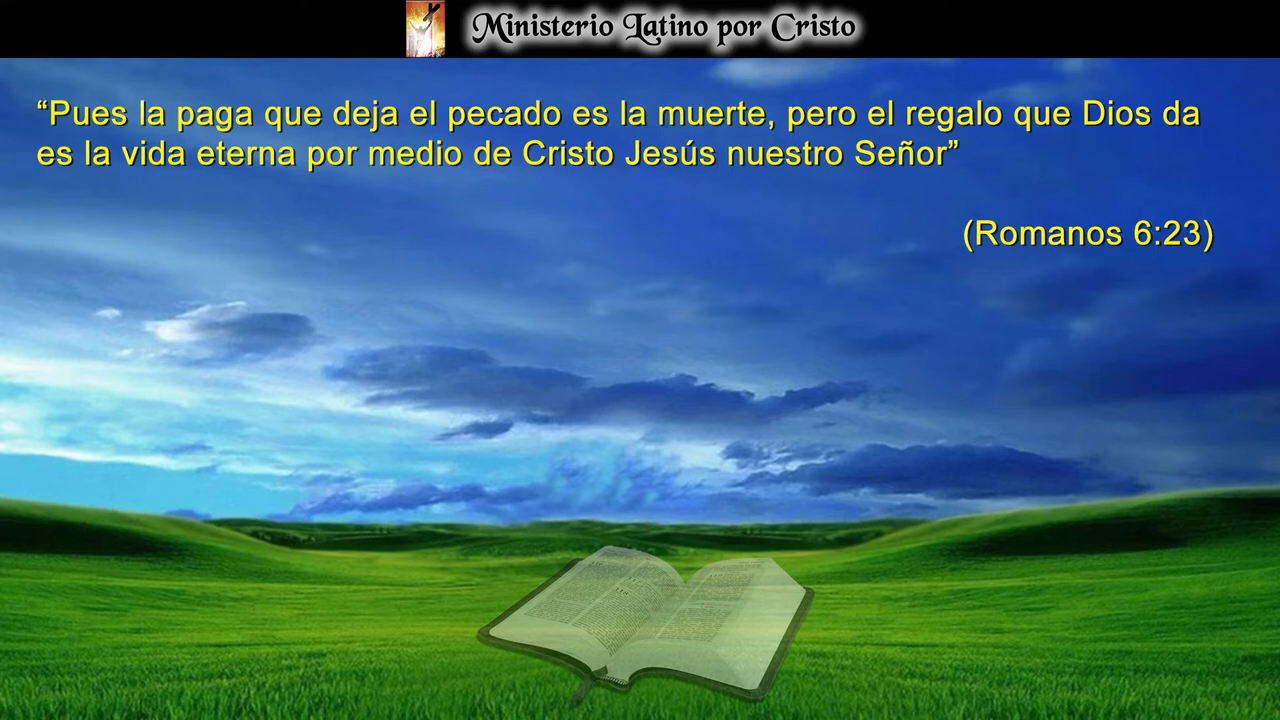 Ministerio Latino por Cristo
“Pues la paga que deja el pecado es la muerte, pero el regalo que Dios da
es la vida eterna por medio de Cristo Jesús nuestro Señor”
(Romanos 6:23)